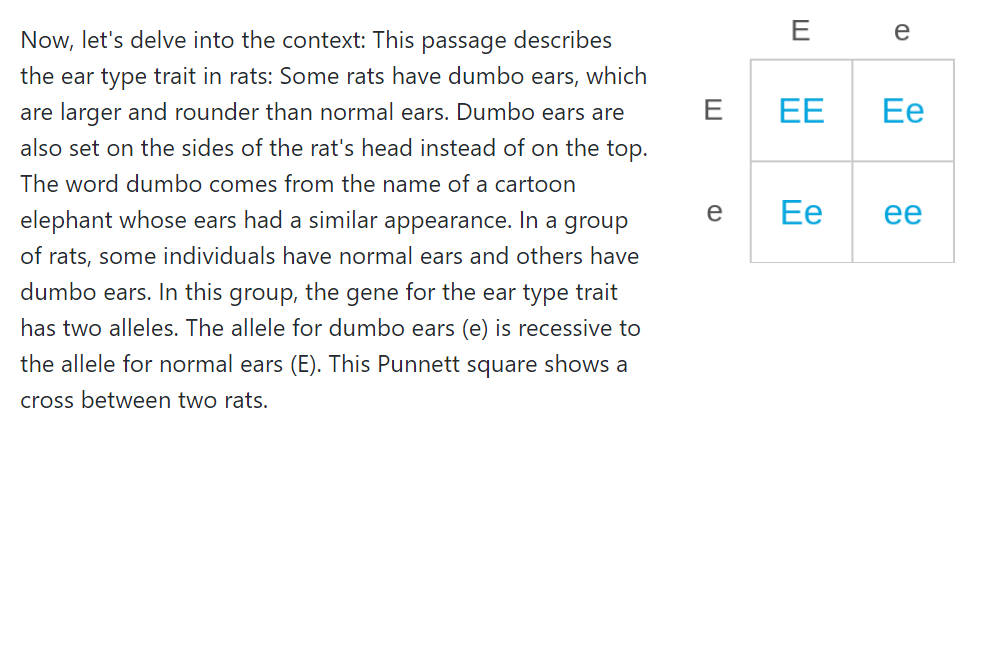 Now, let's delve into the context: This passage describes
the ear type trait in rats: Some rats have dumbo ears, which
are larger and rounder than normal ears. Dumbo ears are
also set on the sides of the rat's head instead of on the top.
The word dumbo comes from the name of a cartoon
elephant whose ears had a similar appearance. In a group
of rats, some individuals have normal ears and others have
dumbo ears. In this group, the gene for the ear type trait
has two alleles. The allele for dumbo ears (e) is recessive to
the allele for normal ears (E). This Punnett square shows a
cross between two rats.
E e
E EE Ee
e Ee ee